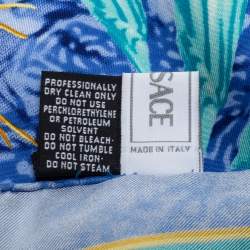 PROFESSIONALLY
DRY CLEAN ONLY
DO NOT USE
PERCHLORETHYLENE
OR PETROLEUM
SOLVENT
DO NOT BLEACH·
DO NOT TUMBLE
COOL IRON·
DO NOT STEAM
SACE
MADE IN ITALY